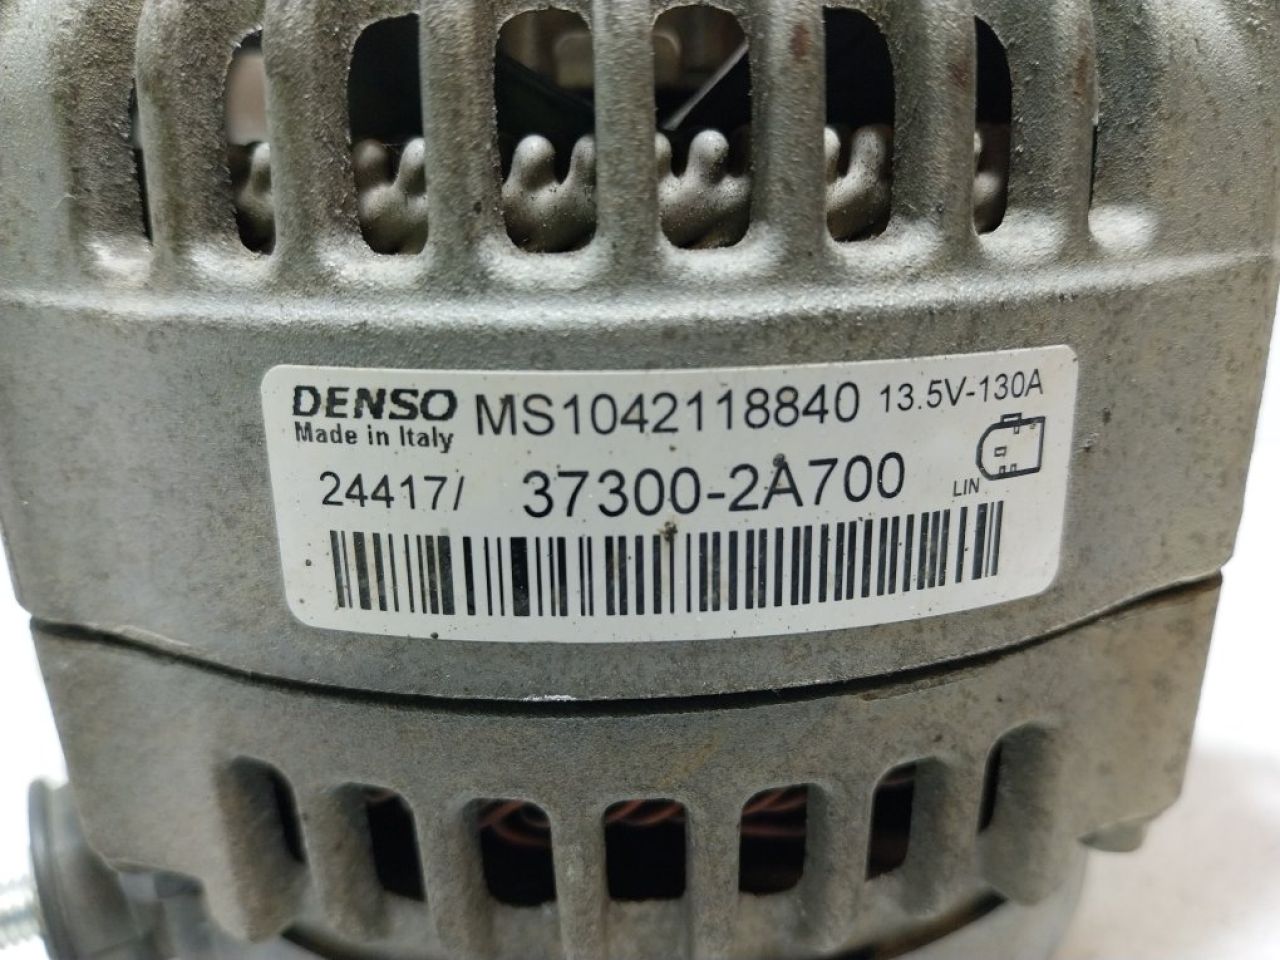 DENSO MS1042118840 13.5V-130A
Made in Italy
24417/ 37300-2A700 LIN